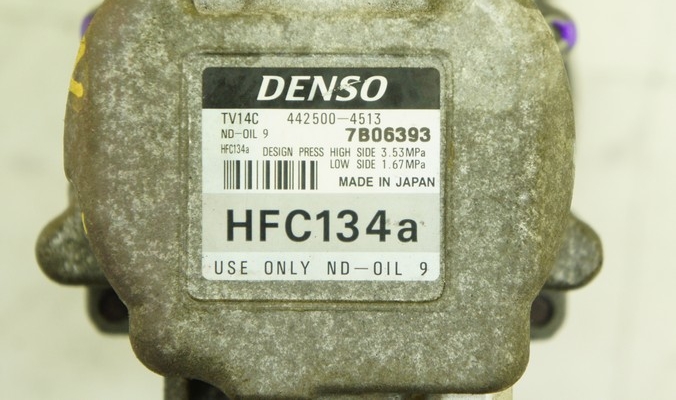 DENSO
TV14C 442500-4513
ND-OIL 9 7B06393
HFC134a DESIGN PRESS HIGH SIDE 3.53MPa
LOW SIDE 1.67MPa
MADE IN JAPAN
HFC134a
USE ONLY ND-OIL 9